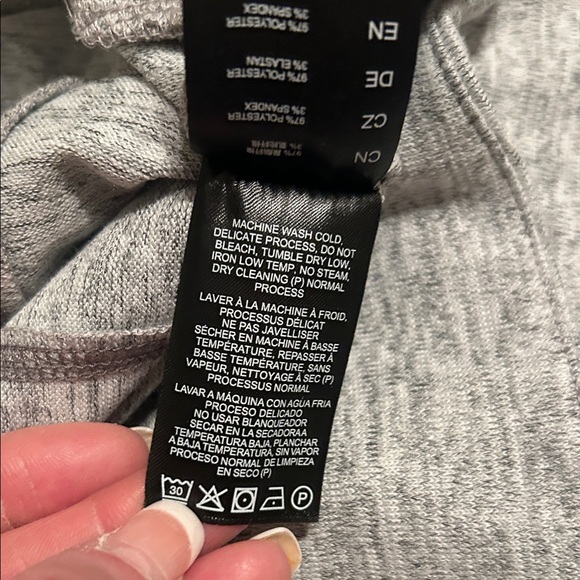 EN
97% POLYESTER
3% SPANDEX
DE
97% POLYESTER
3% ELASTAN
CZ
97% POLYESTER
3% SPANDEX
CN
MACHINE WASH COLD,
DELICATE PROCESS, DO NOT
BLEACH, TUMBLE DRY LOW,
IRON LOW TEMP, NO STEAM,
DRY CLEANING (P) NORMAL
PROCESS
LAVER À LA MACHINE À FROID,
PROCESSUS DÉLICAT
NE PAS JAVELLISER
SÉCHER EN MACHINE À BASSE
TEMPÉRATURE, REPASSER À
BASSE TEMPÉRATURE, SANS
VAPEUR, NETTOYAGE À SEC (P)
PROCESSUS NORMAL
LAVAR A MÁQUINA CON AGUA FRIA
PROCESO DELICADO
NO USAR BLANQUEADOR
SECAR EN LA SECADORA A
TEMPERATURA BAJA, PLANCHAR
A BAJA TEMPERATURA, SIN VAPOR
PROCESO NORMAL DE LIMPIEZA
EN SECO (P)
30
P